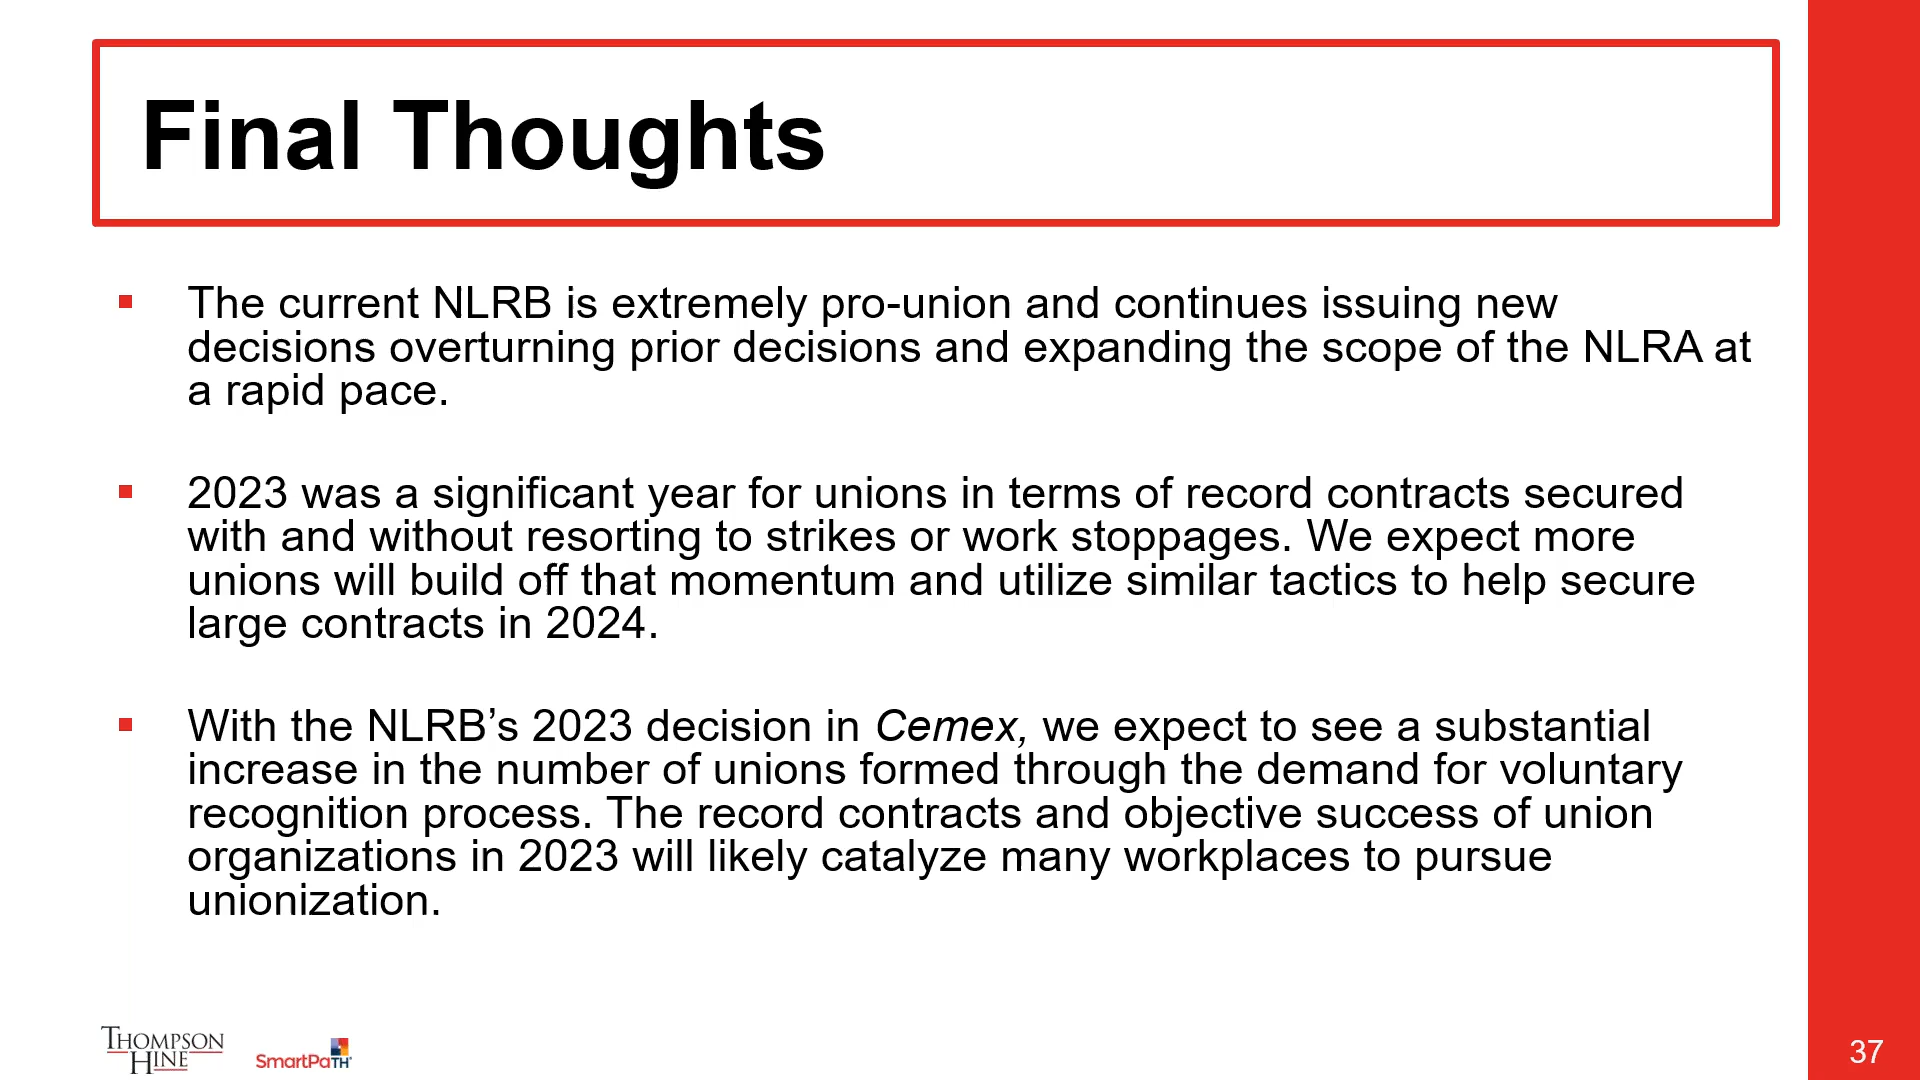 Final Thoughts
▪ The current NLRB is extremely pro-union and continues issuing new
decisions overturning prior decisions and expanding the scope of the NLRA at
a rapid pace.
▪ 2023 was a significant year for unions in terms of record contracts secured
with and without resorting to strikes or work stoppages. We expect more
unions will build off that momentum and utilize similar tactics to help secure
large contracts in 2024.
▪ With the NLRB’s 2023 decision in Cemex, we expect to see a substantial
increase in the number of unions formed through the demand for voluntary
recognition process. The record contracts and objective success of union
organizations in 2023 will likely catalyze many workplaces to pursue
unionization.
THOMPSON
HINE
SmartPaTH
37